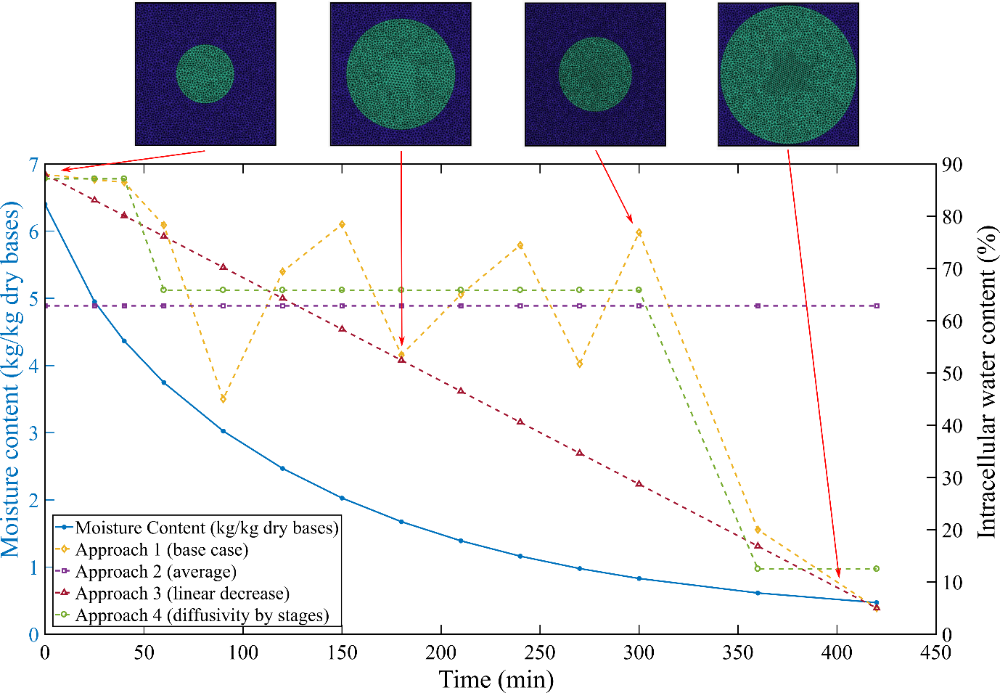 7
6
5
4
3
2
1
0
Moisture content (kg/kg dry bases)
90
80
70
60
50
40
30
20
10
0
Intracellular water content (%)
Moisture Content (kg/kg dry bases)
Approach 1 (base case)
Approach 2 (average)
Approach 3 (linear decrease)
Approach 4 (diffusivity by stages)
0 50 100 150 200 250 300 350 400 450
Time (min)